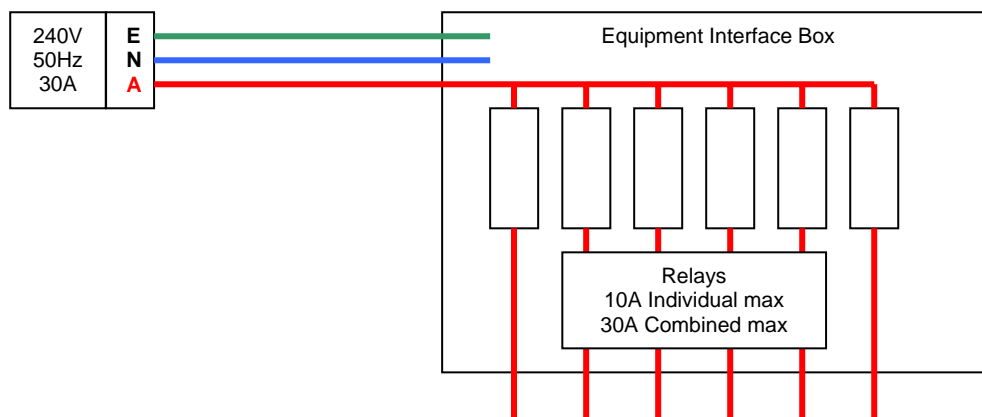 240V
50Hz
30A
E
N
A
Equipment Interface Box
Relays
10A Individual max
30A Combined max